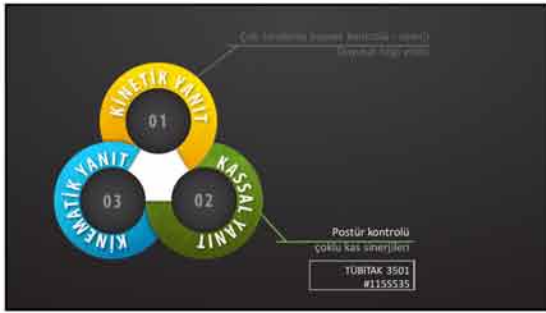 Çok
KİNETİK YANIT
01
KİNEMATİK YANIT
03
KASSAL YANIT
02
Postür kontrolü
çoklu kas sinerjileri
TÜBİTAK 3501
#1155535